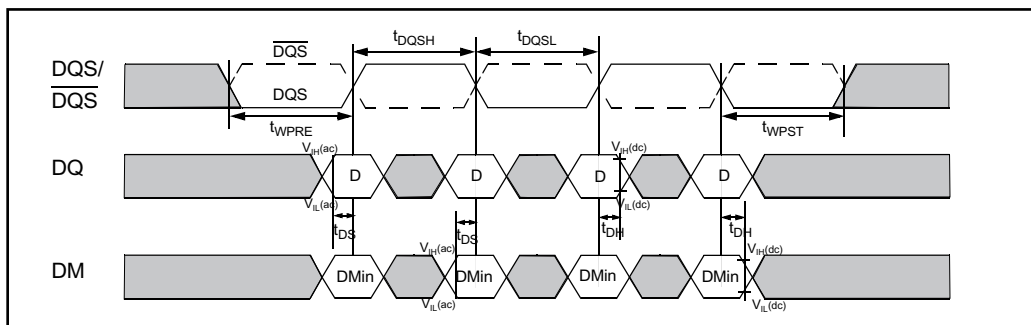 DQS/
DQS
DQS
DQS
tDQSH
tDQSL
tWPRE
tWPST
DQ
VIH(ac)
VIL(ac)
D
D
D
D
VIH(dc)
VIL(dc)
tDS
tDS
tDH
tDH
DM
VIH(ac)
VIL(ac)
DMin
DMin
DMin
DMin
VIH(dc)
VIL(dc)